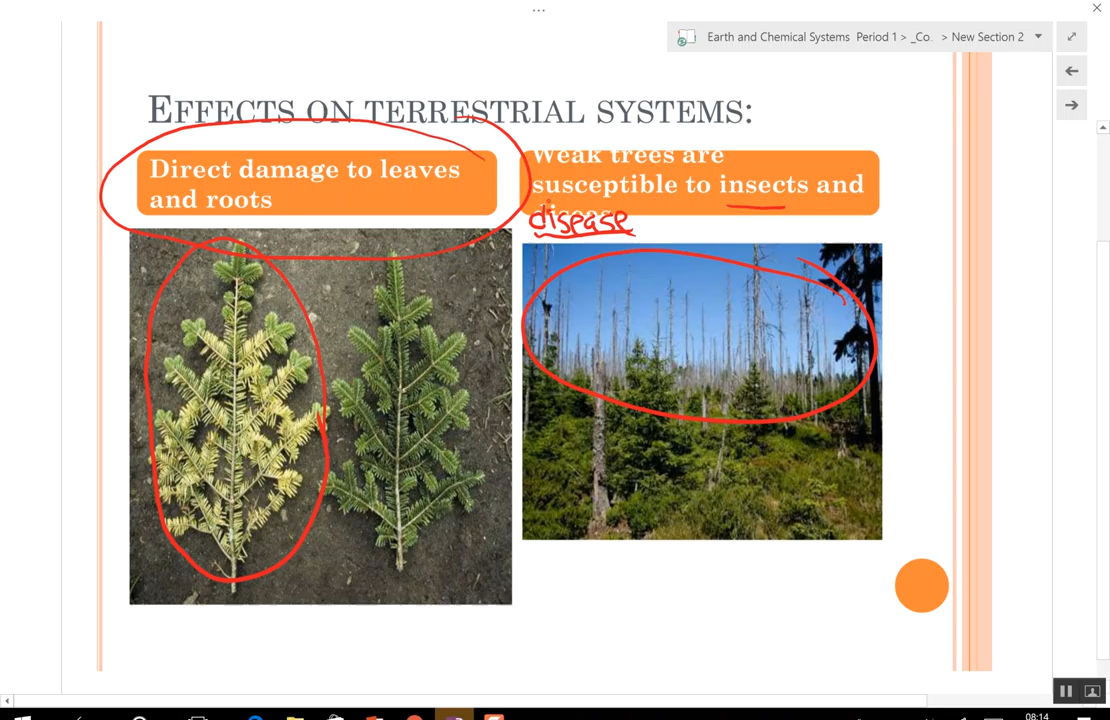 ...
Earth and Chemical Systems Period 1 > _Co. > New Section 2
EFFECTS ON TERRESTRIAL SYSTEMS:
Direct damage to leaves
and roots
Weak trees are
susceptible to insects and
disease
08:14